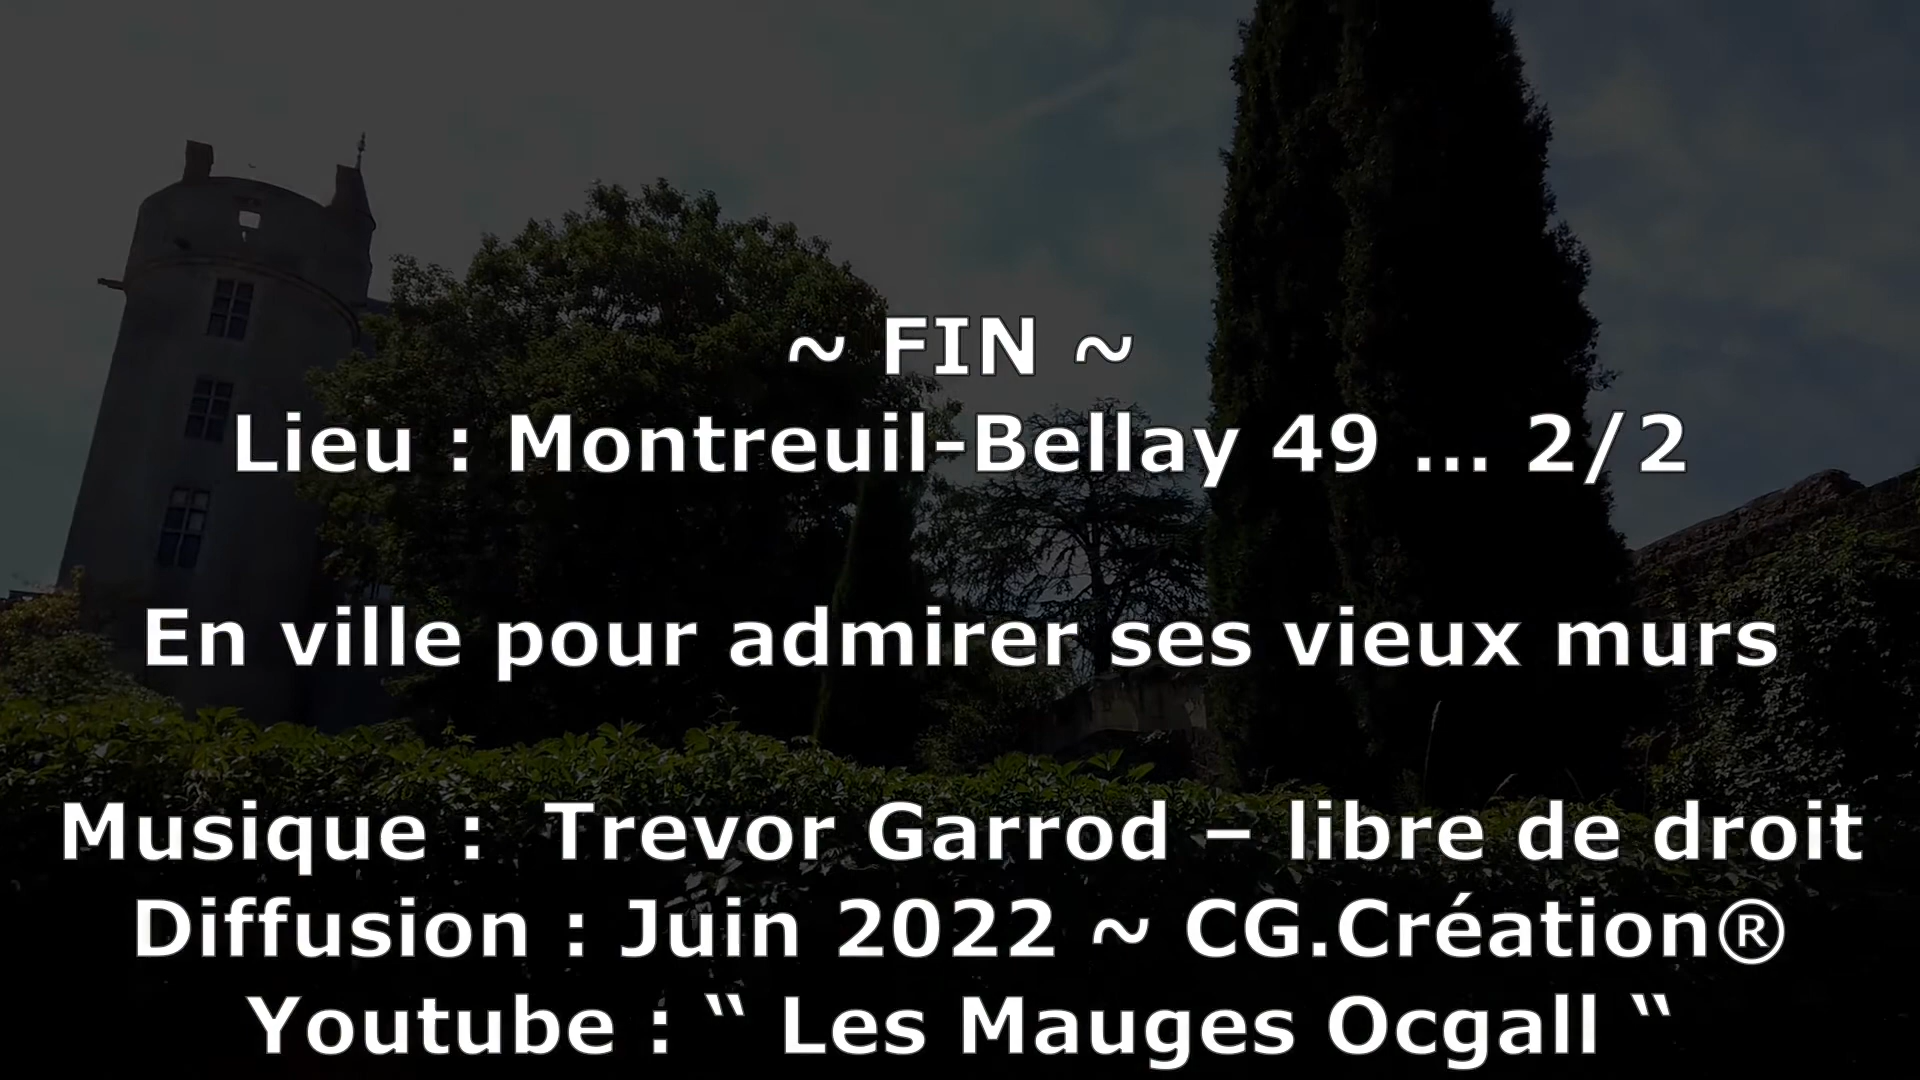 ~ FIN ~
Lieu : Montreuil-Bellay 49 ... 2/2
En ville pour admirer ses vieux murs
Musique :  Trevor Garrod – libre de droit
Diffusion : Juin 2022 ~ CG.Création®
Youtube : “ Les Mauges Ocgall “